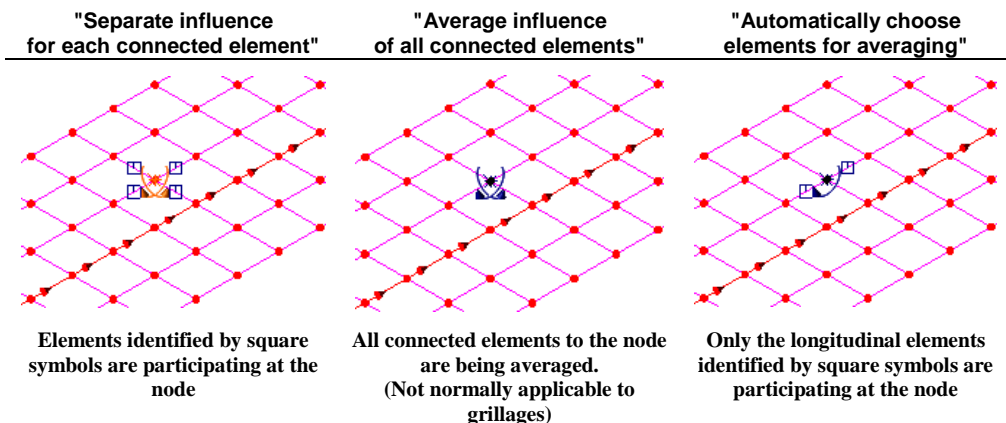 "Separate influence
for each connected element"
"Average influence
of all connected elements"
"Automatically choose
elements for averaging"
Elements identified by square
symbols are participating at the
node
All connected elements to the node
are being averaged.
(Not normally applicable to
grillages)
Only the longitudinal elements
identified by square symbols are
participating at the node